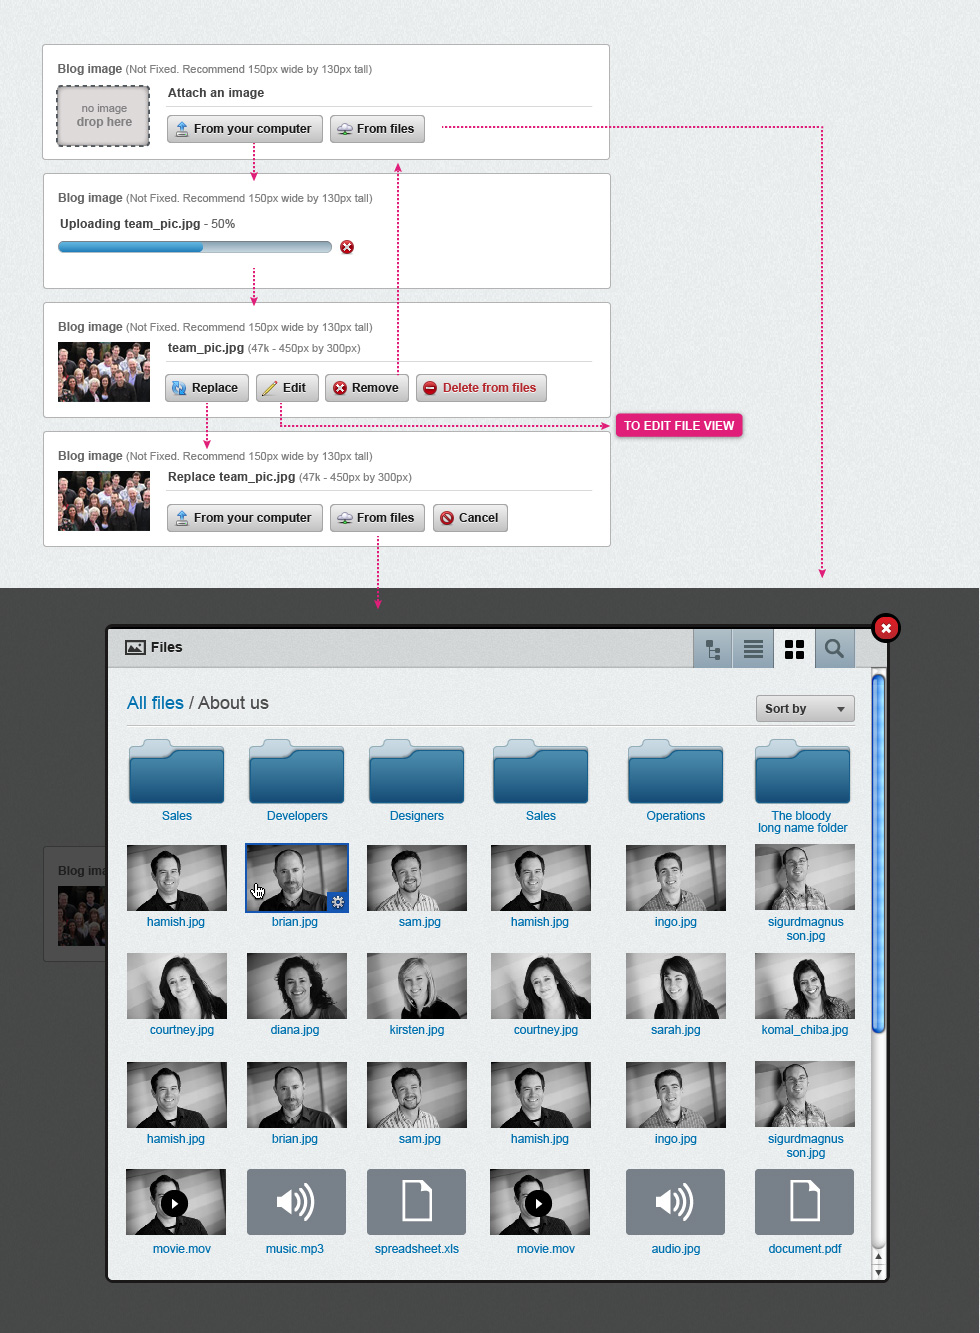 Blog image (Not Fixed. Recommend 150px wide by 130px tall)
no image
drop here
Attach an image
From your computer
From files
Blog image (Not Fixed. Recommend 150px wide by 130px tall)
Uploading team_pic.jpg - 50%
Blog image (Not Fixed. Recommend 150px wide by 130px tall)
team_pic.jpg (47k - 450px by 300px)
Replace
Edit
Remove
Delete from files
TO EDIT FILE VIEW
Blog image (Not Fixed. Recommend 150px wide by 130px tall)
Replace team_pic.jpg (47k - 450px by 300px)
From your computer
From files
Cancel
Files
All files / About us
Sort by
Sales
Developers
Designers
Sales
Operations
The bloody
long name folder
Blog ima
hamish.jpg
brian.jpg
sam.jpg
hamish.jpg
ingo.jpg
sigurdmagnus
son.jpg
courtney.jpg
diana.jpg
kirsten.jpg
courtney.jpg
sarah.jpg
komal_chiba.jpg
hamish.jpg
brian.jpg
sam.jpg
hamish.jpg
ingo.jpg
sigurdmagnus
son.jpg
movie.mov
music.mp3
spreadsheet.xls
movie.mov
audio.jpg
document.pdf